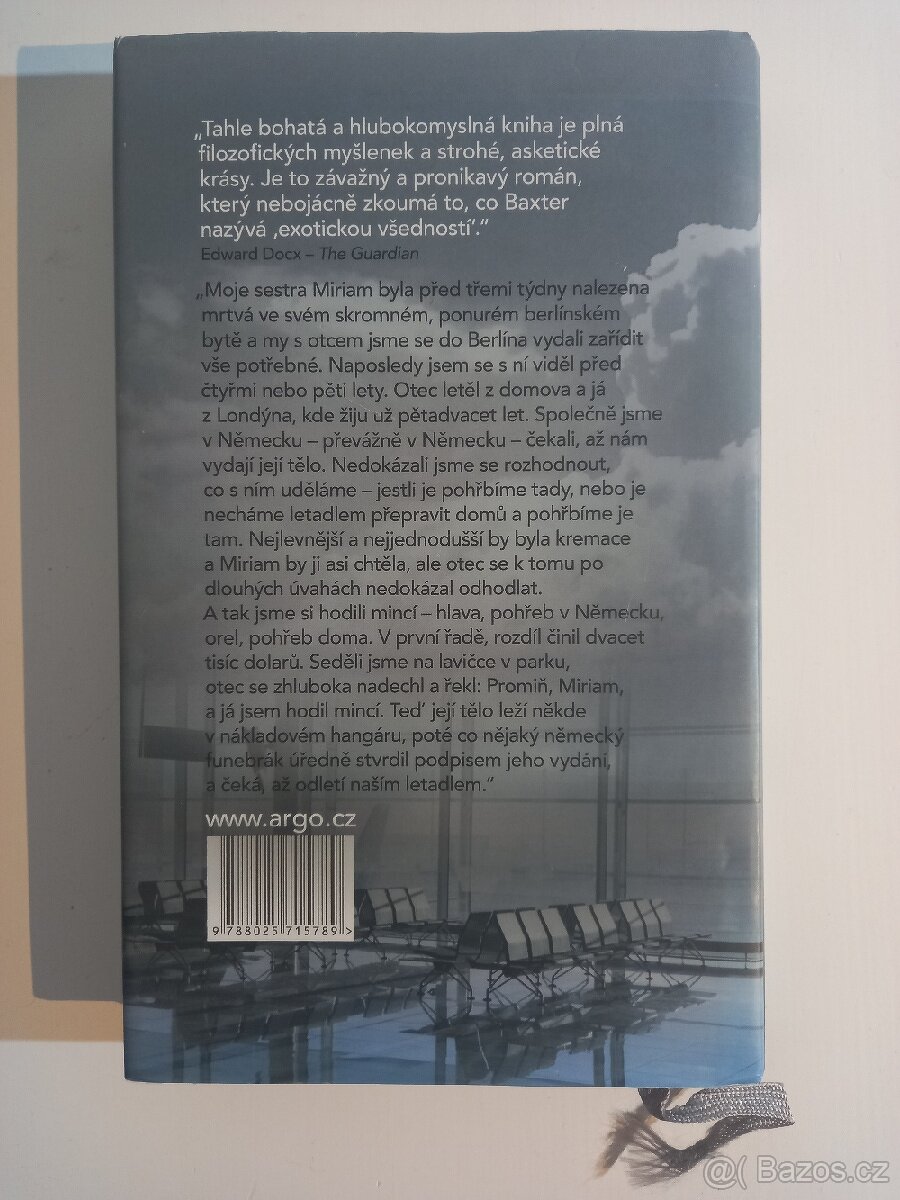 „Tahle bohatá a hlubokomyslná kniha je plná
filozofických myšlenek a strohé, asketické
krásy. Je to závažný a pronikavý román,
který nebojácně zkoumá to, co Baxter
nazývá ‚exotickou všedností‘.“
Edward Docx – The Guardian
„Moje sestra Miriam byla před třemi týdny nalezena
mrtvá ve svém skromném, ponurém berlínském
bytě a my s otcem jsme se do Berlína vydali zařídit
vše potřebné. Naposledy jsem se s ní viděl před
čtyřmi nebo pěti lety. Otec letěl z domova a já
z Londýna, kde žiju už pětadvacet let. Společně jsme
v Německu – převážně v Německu – čekali, až nám
vydají její tělo. Nedokázali jsme se rozhodnout,
co s ním uděláme – jestli je pohřbíme tady, nebo je
necháme letadlem přepravit domů a pohřbíme je
tam. Nejlevnější a nejjednodušší by byla kremace
a Miriam by ji asi chtěla, ale otec se k tomu po
dlouhých úvahách nedokázal odhodlat.
A tak jsme si hodili mincí – hlava, pohřeb v Německu,
orel, pohřeb doma. V první řadě, rozdíl činil dvacet
tisíc dolarů. Seděli jsme na lavičce v parku,
otec se zhluboka nadechl a řekl: Promiň, Miriam,
a já jsem hodil mincí. Teď její tělo leží někde
v nákladovém hangáru, poté co nějaký německý
funebrák úředně stvrdil podpisem jeho vydání,
a čeká, až odletí naším letadlem.“
www.argo.cz
9 788025 715789 >
@( Bazos.cz